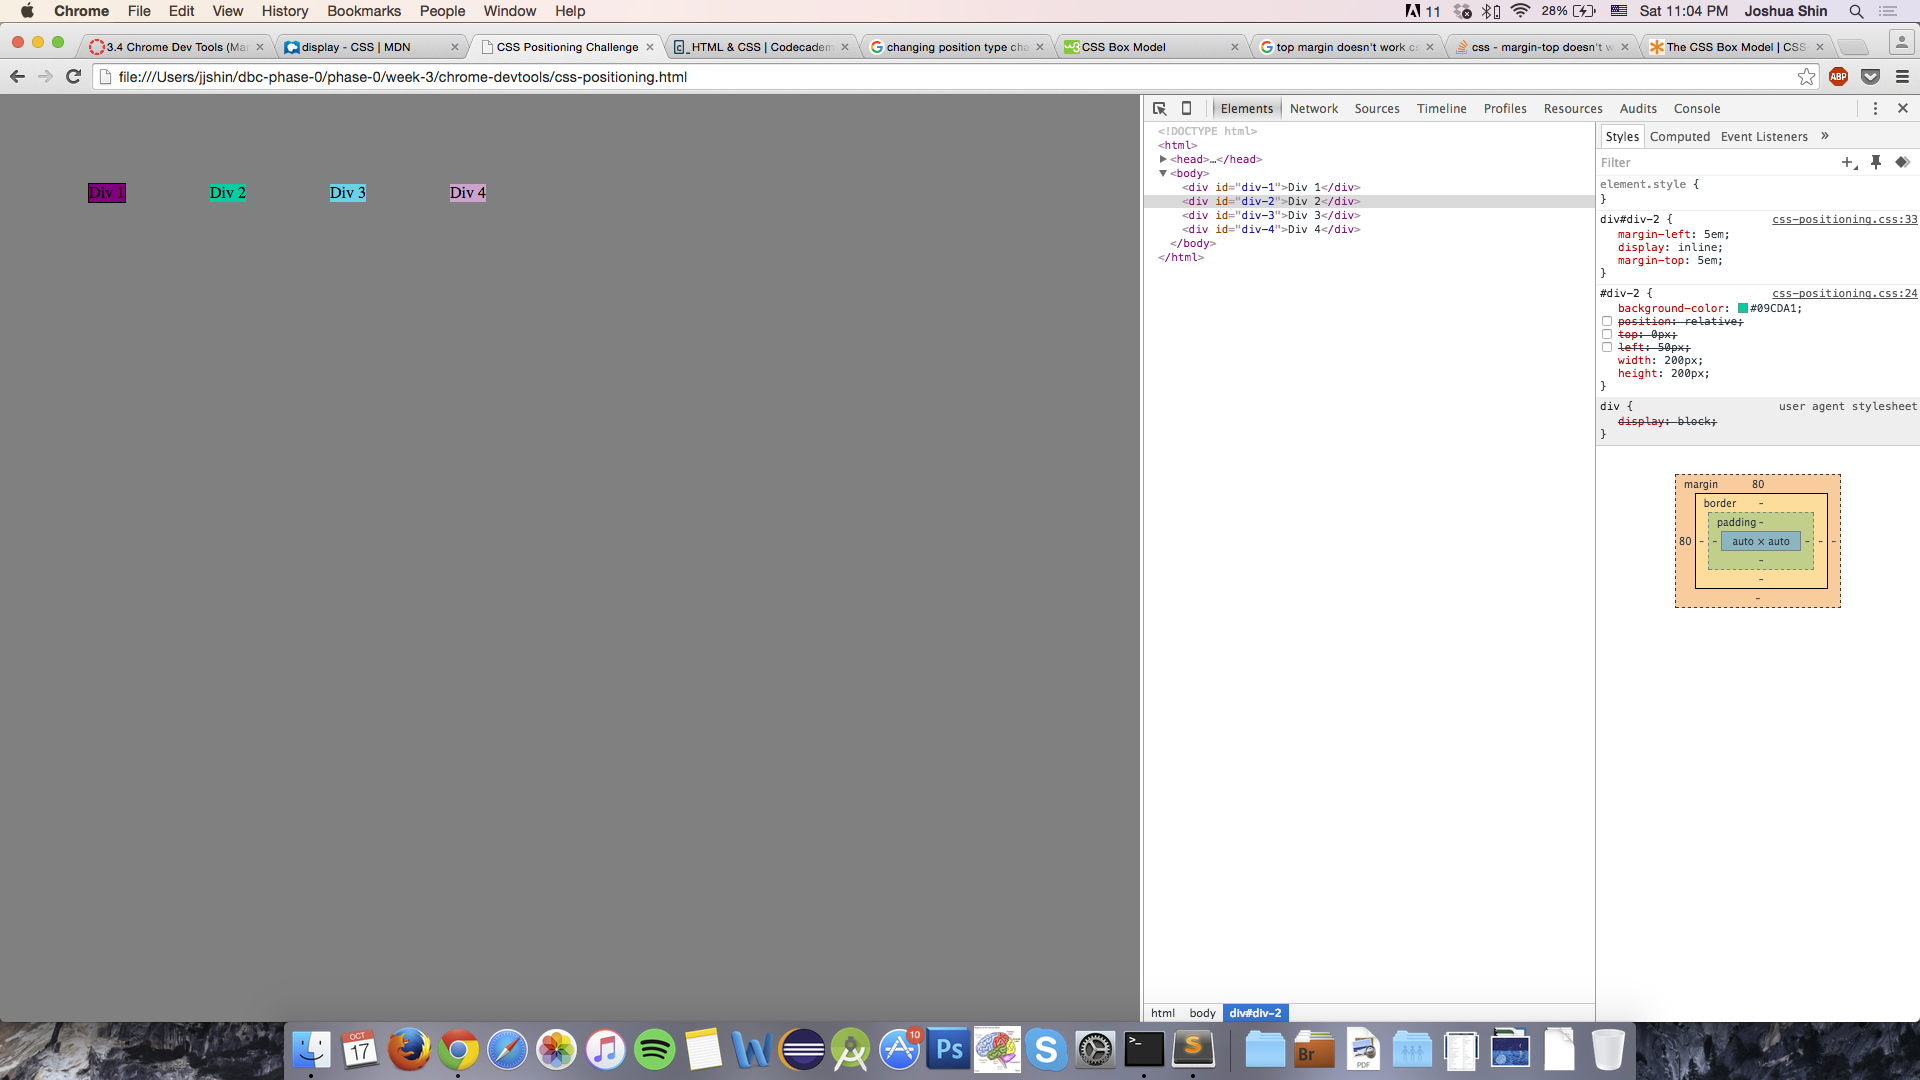 Chrome File Edit View History Bookmarks People Window Help 11 28% Sat 11:04 PM Joshua Shin
3.4 Chrome Dev Tools (Ma
display - CSS | MDN
CSS Positioning Challenge
HTML & CSS | Codecadem
changing position type cha
CSS Box Model
top margin doesn't work cs
css - margin-top doesn't w
The CSS Box Model | CSS
file:///Users/jjshin/dbc-phase-0/phase-0/week-3/chrome-devtools/css-positioning.html
ABP
Div 1 Div 2 Div 3 Div 4
Elements Network Sources Timeline Profiles Resources Audits Console
<!DOCTYPE html>
<html>
<head>…</head>
<body>
<div id="div-1">Div 1</div>
<div id="div-2">Div 2</div>
<div id="div-3">Div 3</div>
<div id="div-4">Div 4</div>
</body>
</html>
html body div#div-2
Styles Computed Event Listeners »
Filter
element.style {
}
div#div-2 { css-positioning.css:33
margin-left: 5em;
display: inline;
margin-top: 5em;
}
#div-2 { css-positioning.css:24
background-color: #09CDA1;
position: relative;
top: 0px;
left: 50px;
width: 200px;
height: 200px;
}
div { user agent stylesheet
display: block;
}
margin 80
border -
padding -
80 - - auto × auto - - -
-
-
-
OCT
17
10
Ps
S
>_
S
Br
PDF